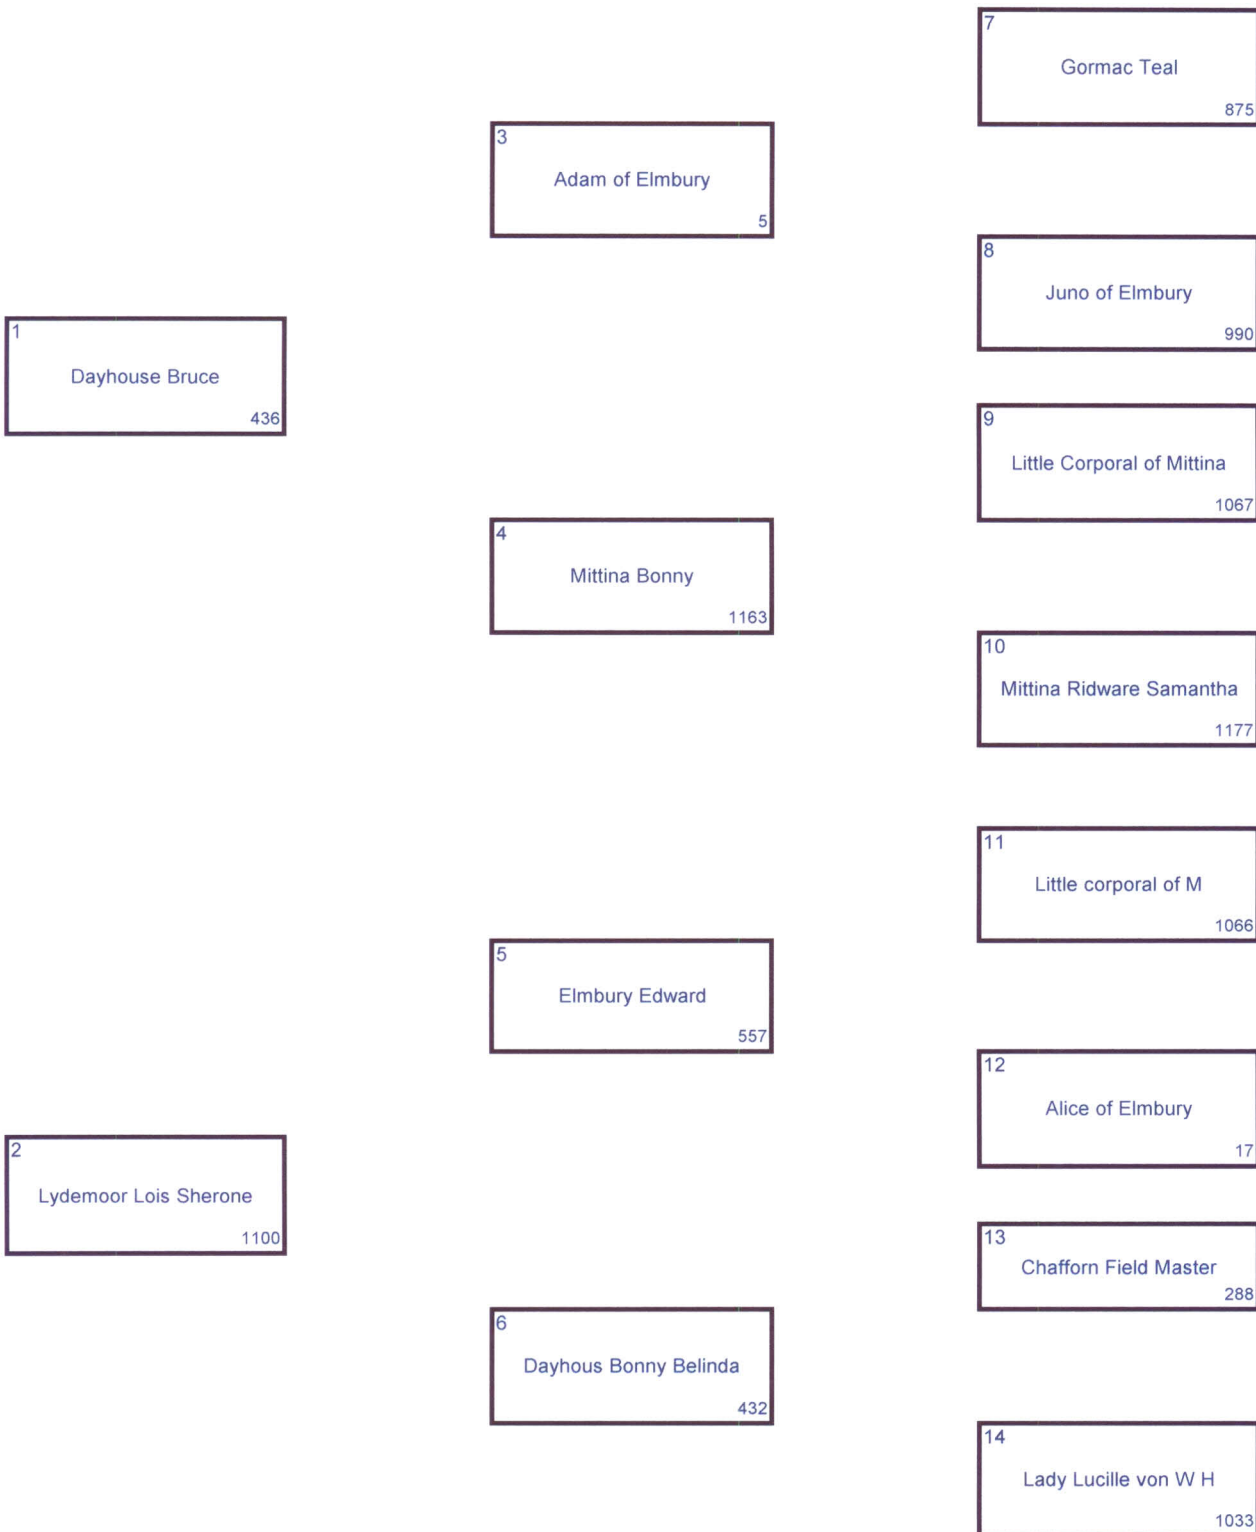 7
Gormac Teal
875
3
Adam of Elmbury
5
8
Juno of Elmbury
990
1
Dayhouse Bruce
436
9
Little Corporal of Mittina
1067
4
Mittina Bonny
1163
10
Mittina Ridware Samantha
1177
11
Little corporal of M
1066
5
Elmbury Edward
557
12
Alice of Elmbury
17
2
Lydemoor Lois Sherone
1100
13
Chafforn Field Master
288
6
Dayhous Bonny Belinda
432
14
Lady Lucille von W H
1033